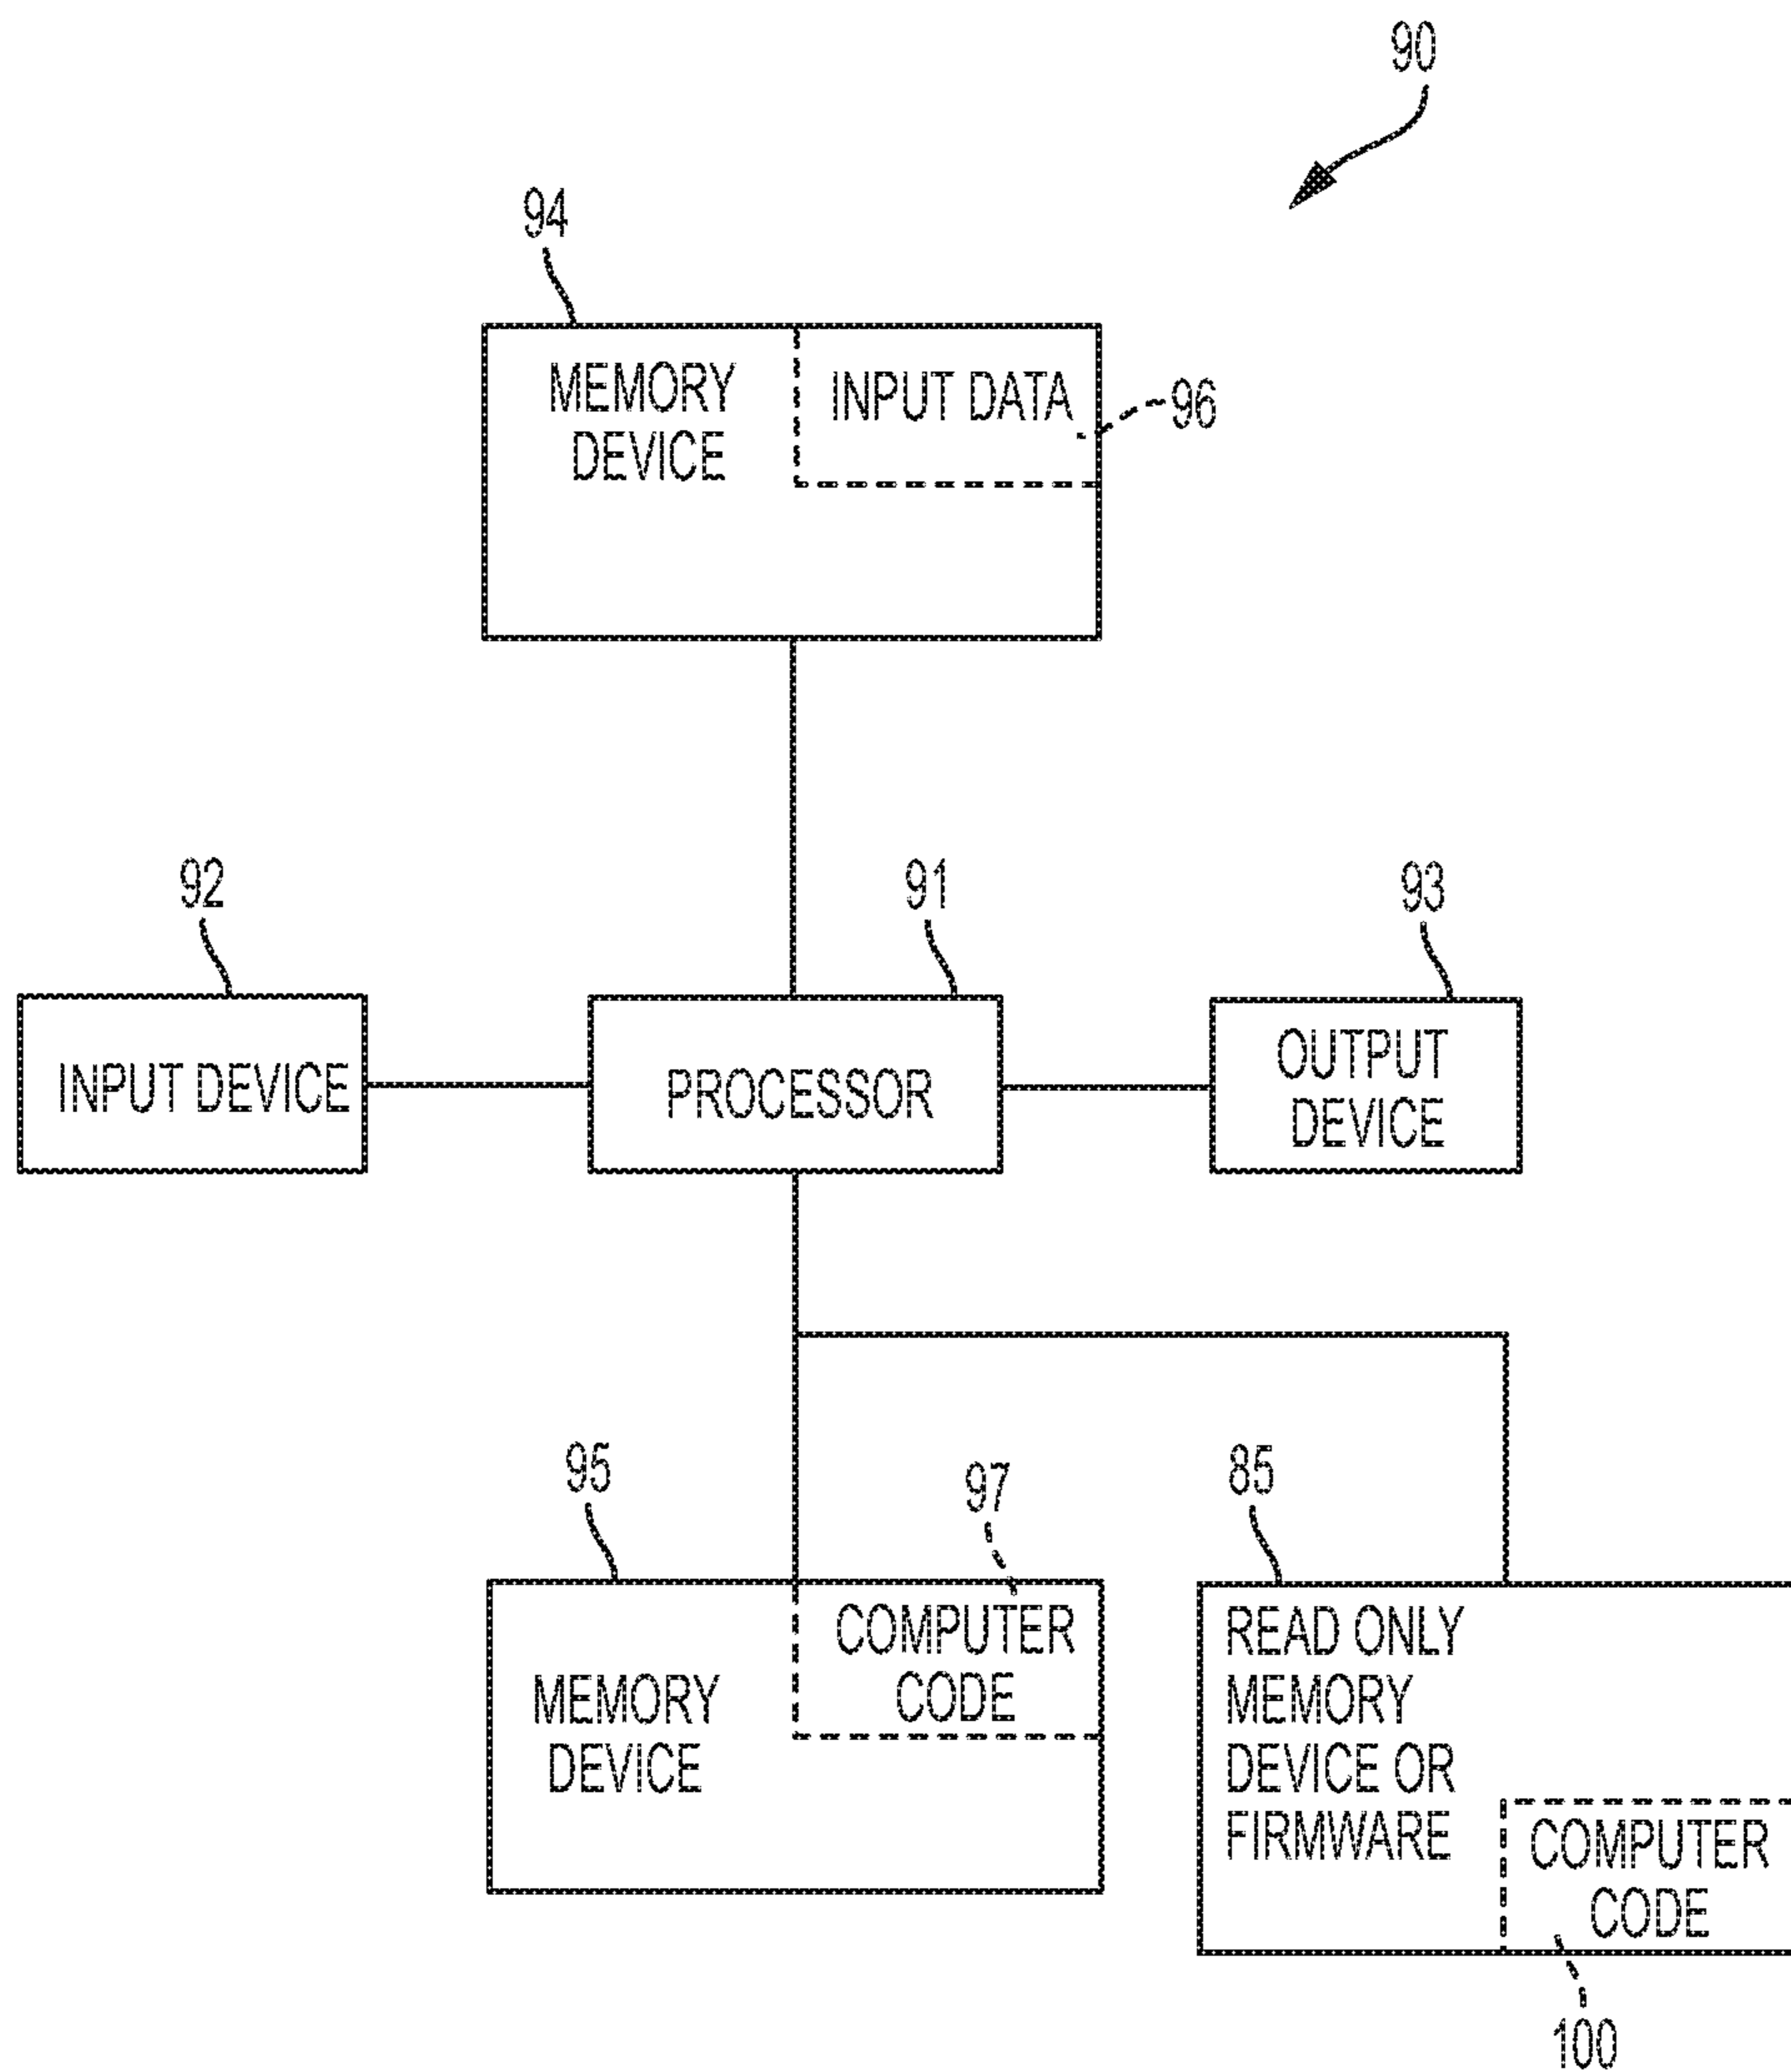 90
94
MEMORY
DEVICE
INPUT DATA
96
92
91
93
INPUT DEVICE
PROCESSOR
OUTPUT
DEVICE
95
97
85
MEMORY
DEVICE
COMPUTER
CODE
READ ONLY
MEMORY
DEVICE OR
FIRMWARE
COMPUTER
CODE
100